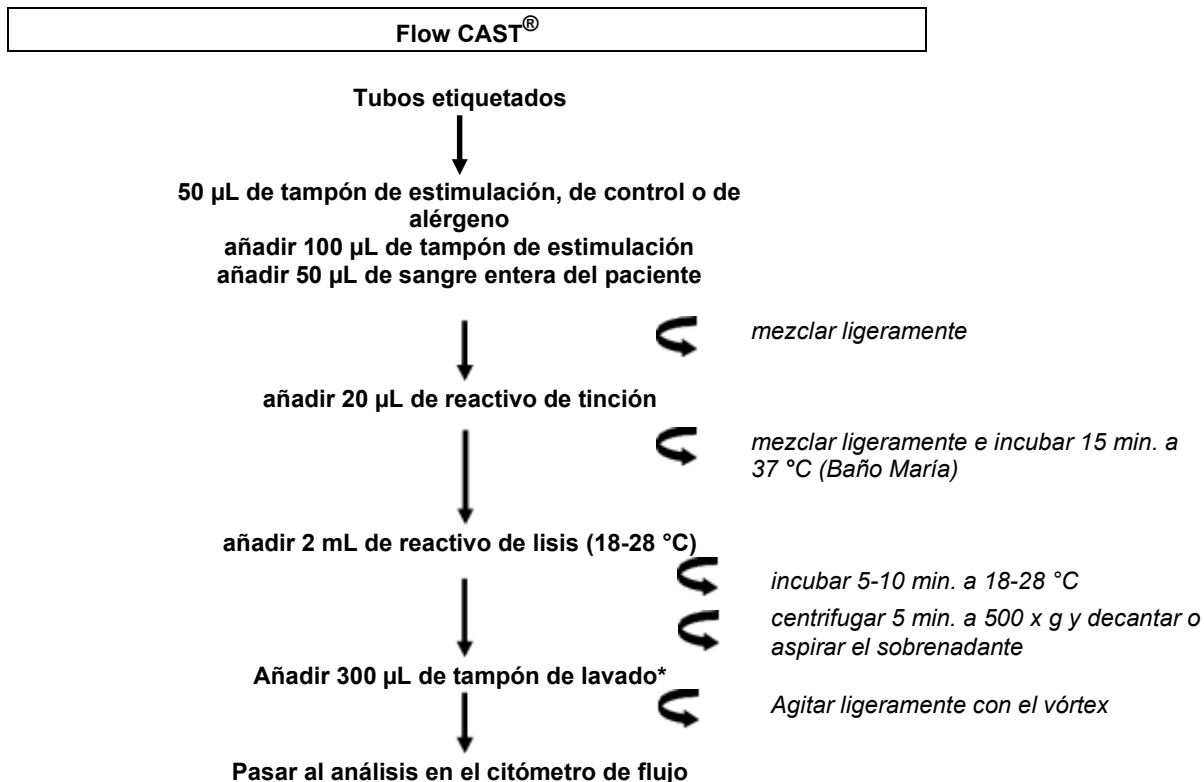 Flow CAST®
Tubos etiquetados
50 µL de tampón de estimulación, de control o de
alérgeno
añadir 100 µL de tampón de estimulación
añadir 50 µL de sangre entera del paciente
mezclar ligeramente
añadir 20 µL de reactivo de tinción
mezclar ligeramente e incubar 15 min. a
37 °C (Baño María)
añadir 2 mL de reactivo de lisis (18-28 °C)
incubar 5-10 min. a 18-28 °C
centrifugar 5 min. a 500 x g y decantar o
aspirar el sobrenadante
Añadir 300 µL de tampón de lavado*
Agitar ligeramente con el vórtex
Pasar al análisis en el citómetro de flujo